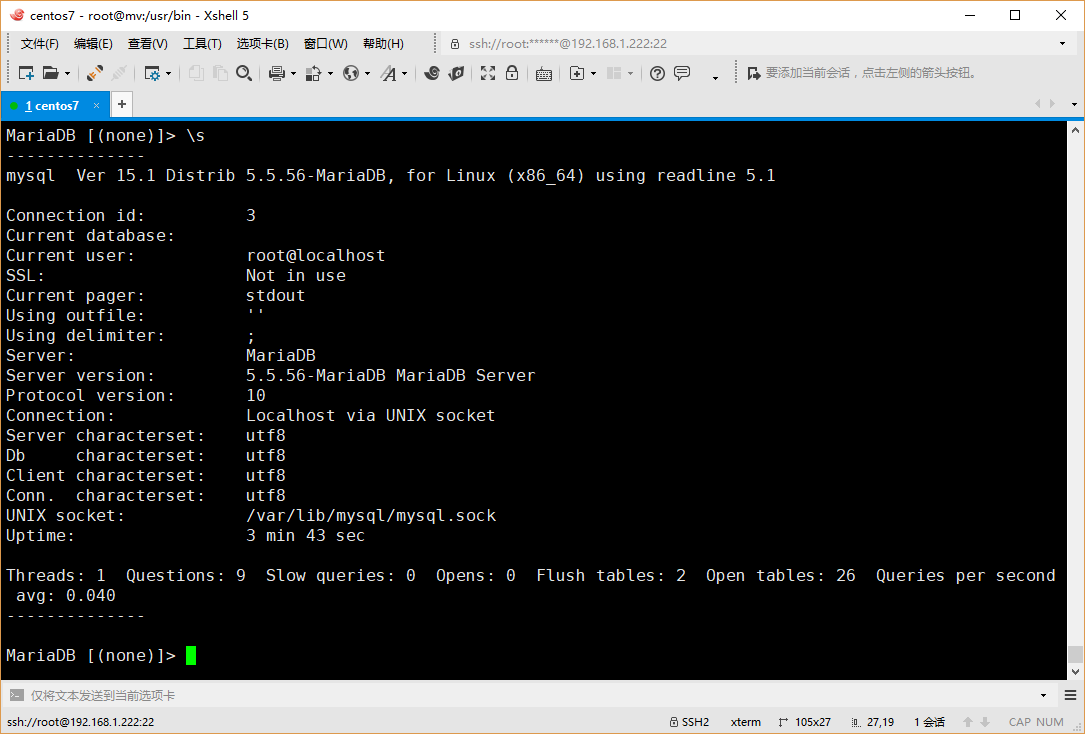 centos7 - root@mv:/usr/bin - Xshell 5
文件(F) 编辑(E) 查看(V) 工具(T) 选项卡(B) 窗口(W) 帮助(H) ssh://root:******@192.168.1.222:22
要添加当前会话，点击左侧的箭头按钮。
1 centos7 × +
MariaDB [(none)]> \s
--------------
mysql  Ver 15.1 Distrib 5.5.56-MariaDB, for Linux (x86_64) using readline 5.1
Connection id:          3
Current database:
Current user:           root@localhost
SSL:                    Not in use
Current pager:          stdout
Using outfile:          ''
Using delimiter:        ;
Server:                 MariaDB
Server version:         5.5.56-MariaDB MariaDB Server
Protocol version:       10
Connection:             Localhost via UNIX socket
Server characterset:    utf8
Db     characterset:    utf8
Client characterset:    utf8
Conn.  characterset:    utf8
UNIX socket:            /var/lib/mysql/mysql.sock
Uptime:                 3 min 43 sec
Threads: 1  Questions: 9  Slow queries: 0  Opens: 0  Flush tables: 2  Open tables: 26  Queries per second
 avg: 0.040
--------------
MariaDB [(none)]>
仅将文本发送到当前选项卡
ssh://root@192.168.1.222:22 SSH2 xterm 105x27 27,19 1 会话 CAP NUM